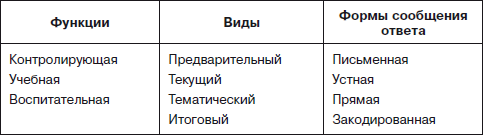 Функции
Виды
Формы сообщения
ответа
Контролирующая
Учебная
Воспитательная
Предварительный
Текущий
Тематический
Итоговый
Письменная
Устная
Прямая
Закодированная